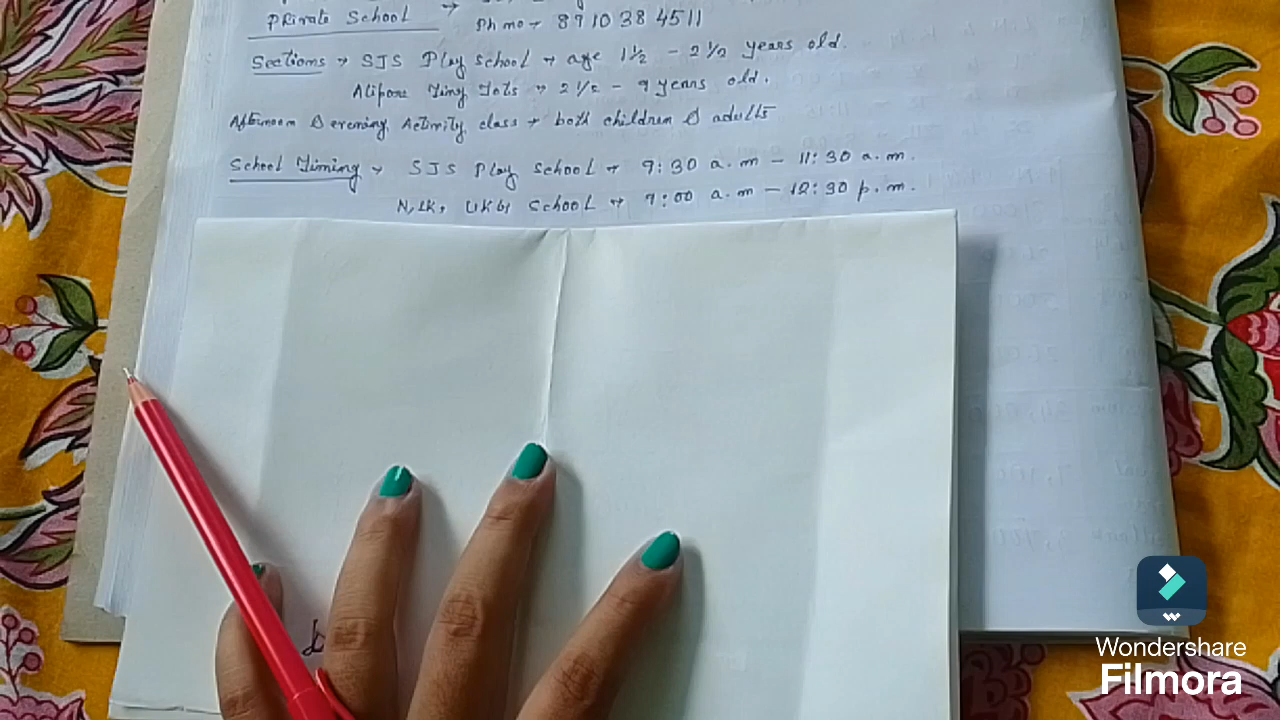 Private School →
Ph no → 8910384511
Sections → SJS Play School → age 1½ - 2½ years old.
Alipore Tiny Tots → 2½ - 9 years old.
Afternoon & evening Activity class → both children & adults
School Timing → SJS Play School → 9:30 a.m - 11:30 a.m.
N, LK, UKG School → 9:00 a.m - 12:30 p.m.
Wondershare
Filmora